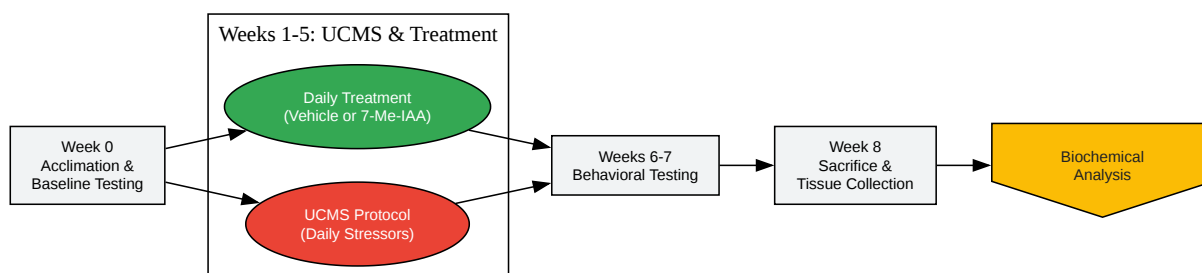 Weeks 1-5: UCMS & Treatment
Week 0
Acclimation &
Baseline Testing
Daily Treatment
(Vehicle or 7-Me-IAA)
UCMS Protocol
(Daily Stressors)
Weeks 6-7
Behavioral Testing
Week 8
Sacrifice &
Tissue Collection
Biochemical
Analysis